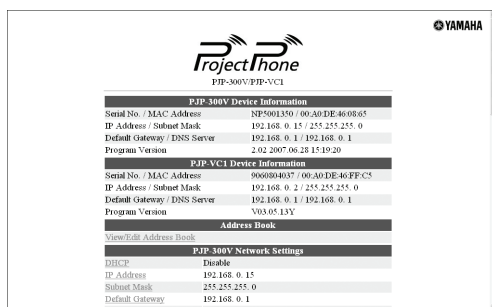 YAMAHA
ProjectPhone
PJP-300V/PJP-VC1
PJP-300V Device Information
Serial No. / MAC Address NP5001350 / 00:A0:DE:46:08:65
IP Address / Subnet Mask 192.168. 0. 15 / 255.255.255. 0
Default Gateway / DNS Server 192.168. 0. 1 / 192.168. 0. 1
Program Version 2.02 2007.06.28 15:19:20
PJP-VC1 Device Information
Serial No. / MAC Address 9060804037 / 00:A0:DE:46:FF:C5
IP Address / Subnet Mask 192.168. 0. 2 / 255.255.255. 0
Default Gateway / DNS Server 192.168. 0. 1 / 192.168. 0. 1
Program Version V03.05.13Y
Address Book
View/Edit Address Book
PJP-300V Network Settings
DHCP Disable
IP Address 192.168. 0. 15
Subnet Mask 255.255.255. 0
Default Gateway 192.168. 0. 1